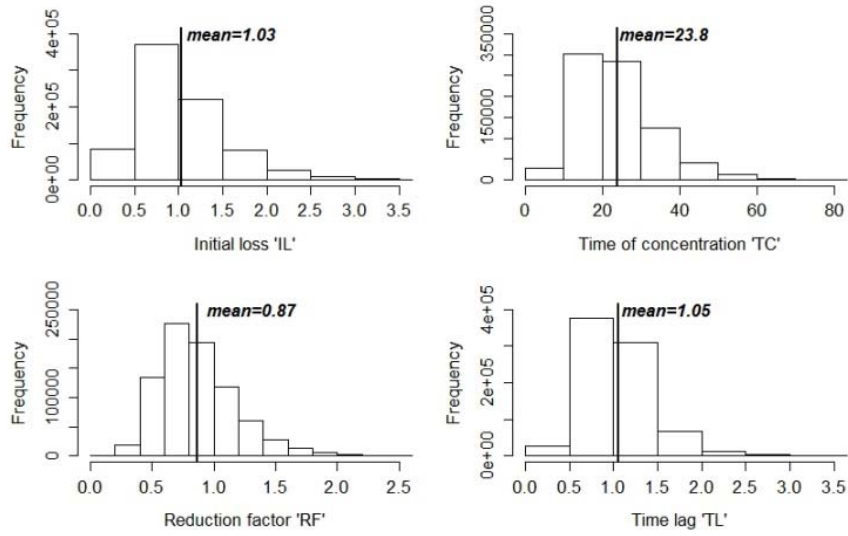 mean=1.03
Frequency
0e+00 2e+05 4e+05
0.0 0.5 1.0 1.5 2.0 2.5 3.0 3.5
Initial loss 'IL'
mean=23.8
Frequency
0 150000 350000
0 20 40 60 80
Time of concentration 'TC'
mean=0.87
Frequency
0 100000 250000
0.0 0.5 1.0 1.5 2.0 2.5
Reduction factor 'RF'
mean=1.05
Frequency
0e+00 2e+05 4e+05
0.0 0.5 1.0 1.5 2.0 2.5 3.0 3.5
Time lag 'TL'